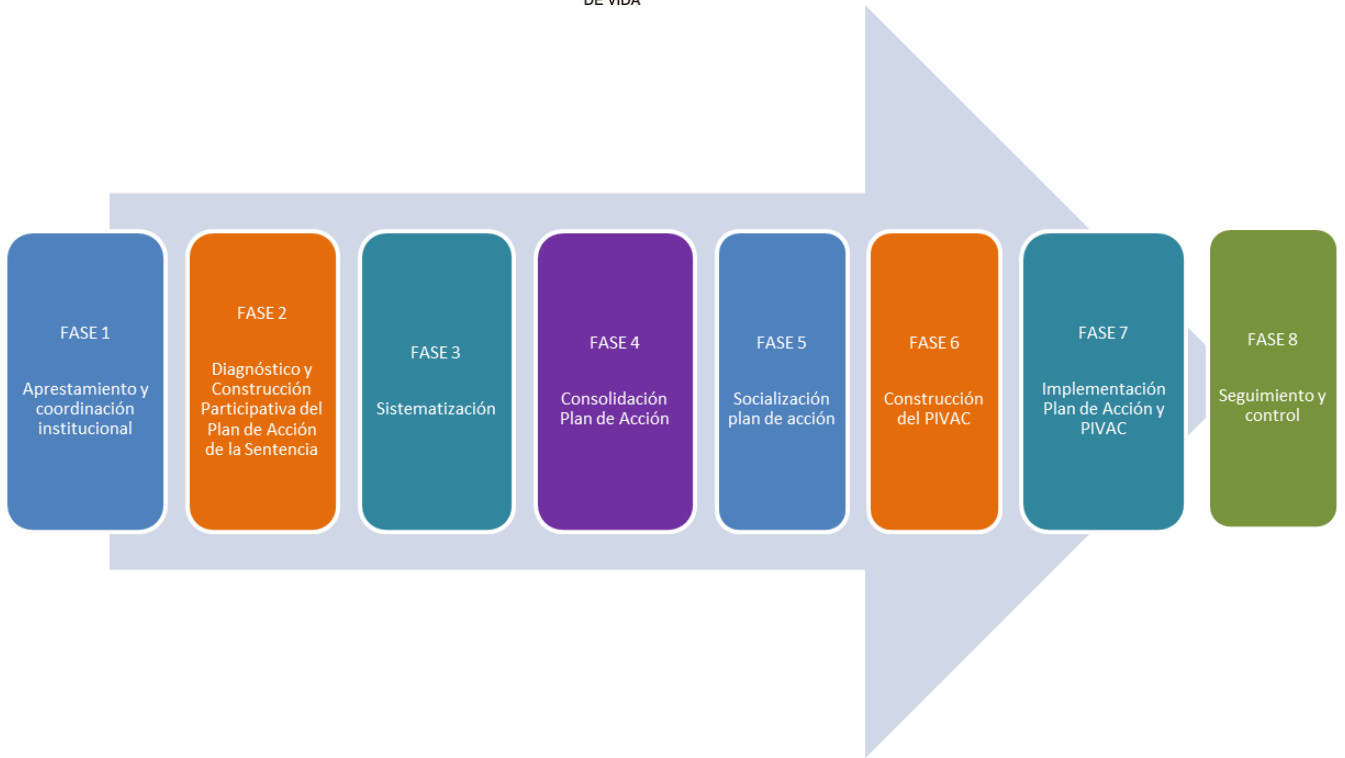 DE VIDA
FASE 1
Aprestamiento y
coordinación
institucional
FASE 2
Diagnóstico y
Construcción
Participativa del
Plan de Acción
de la Sentencia
FASE 3
Sistematización
FASE 4
Consolidación
Plan de Acción
FASE 5
Socialización
plan de acción
FASE 6
Construcción
del PIVAC
FASE 7
Implementación
Plan de Acción y
PIVAC
FASE 8
Seguimiento y
control